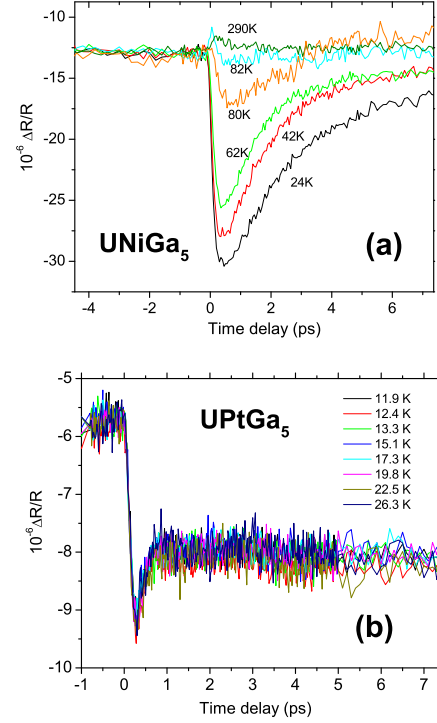 (a)
UNiGa5
290K
82K
80K
62K
42K
24K
10^-6 ΔR/R
-10
-15
-20
-25
-30
-4 -2 0 2 4 6
Time delay (ps)
(b)
UPtGa5
11.9 K
12.4 K
13.3 K
15.1 K
17.3 K
19.8 K
22.5 K
26.3 K
10^-6 ΔR/R
-5
-6
-7
-8
-9
-10
-1 0 1 2 3 4 5 6 7
Time delay (ps)